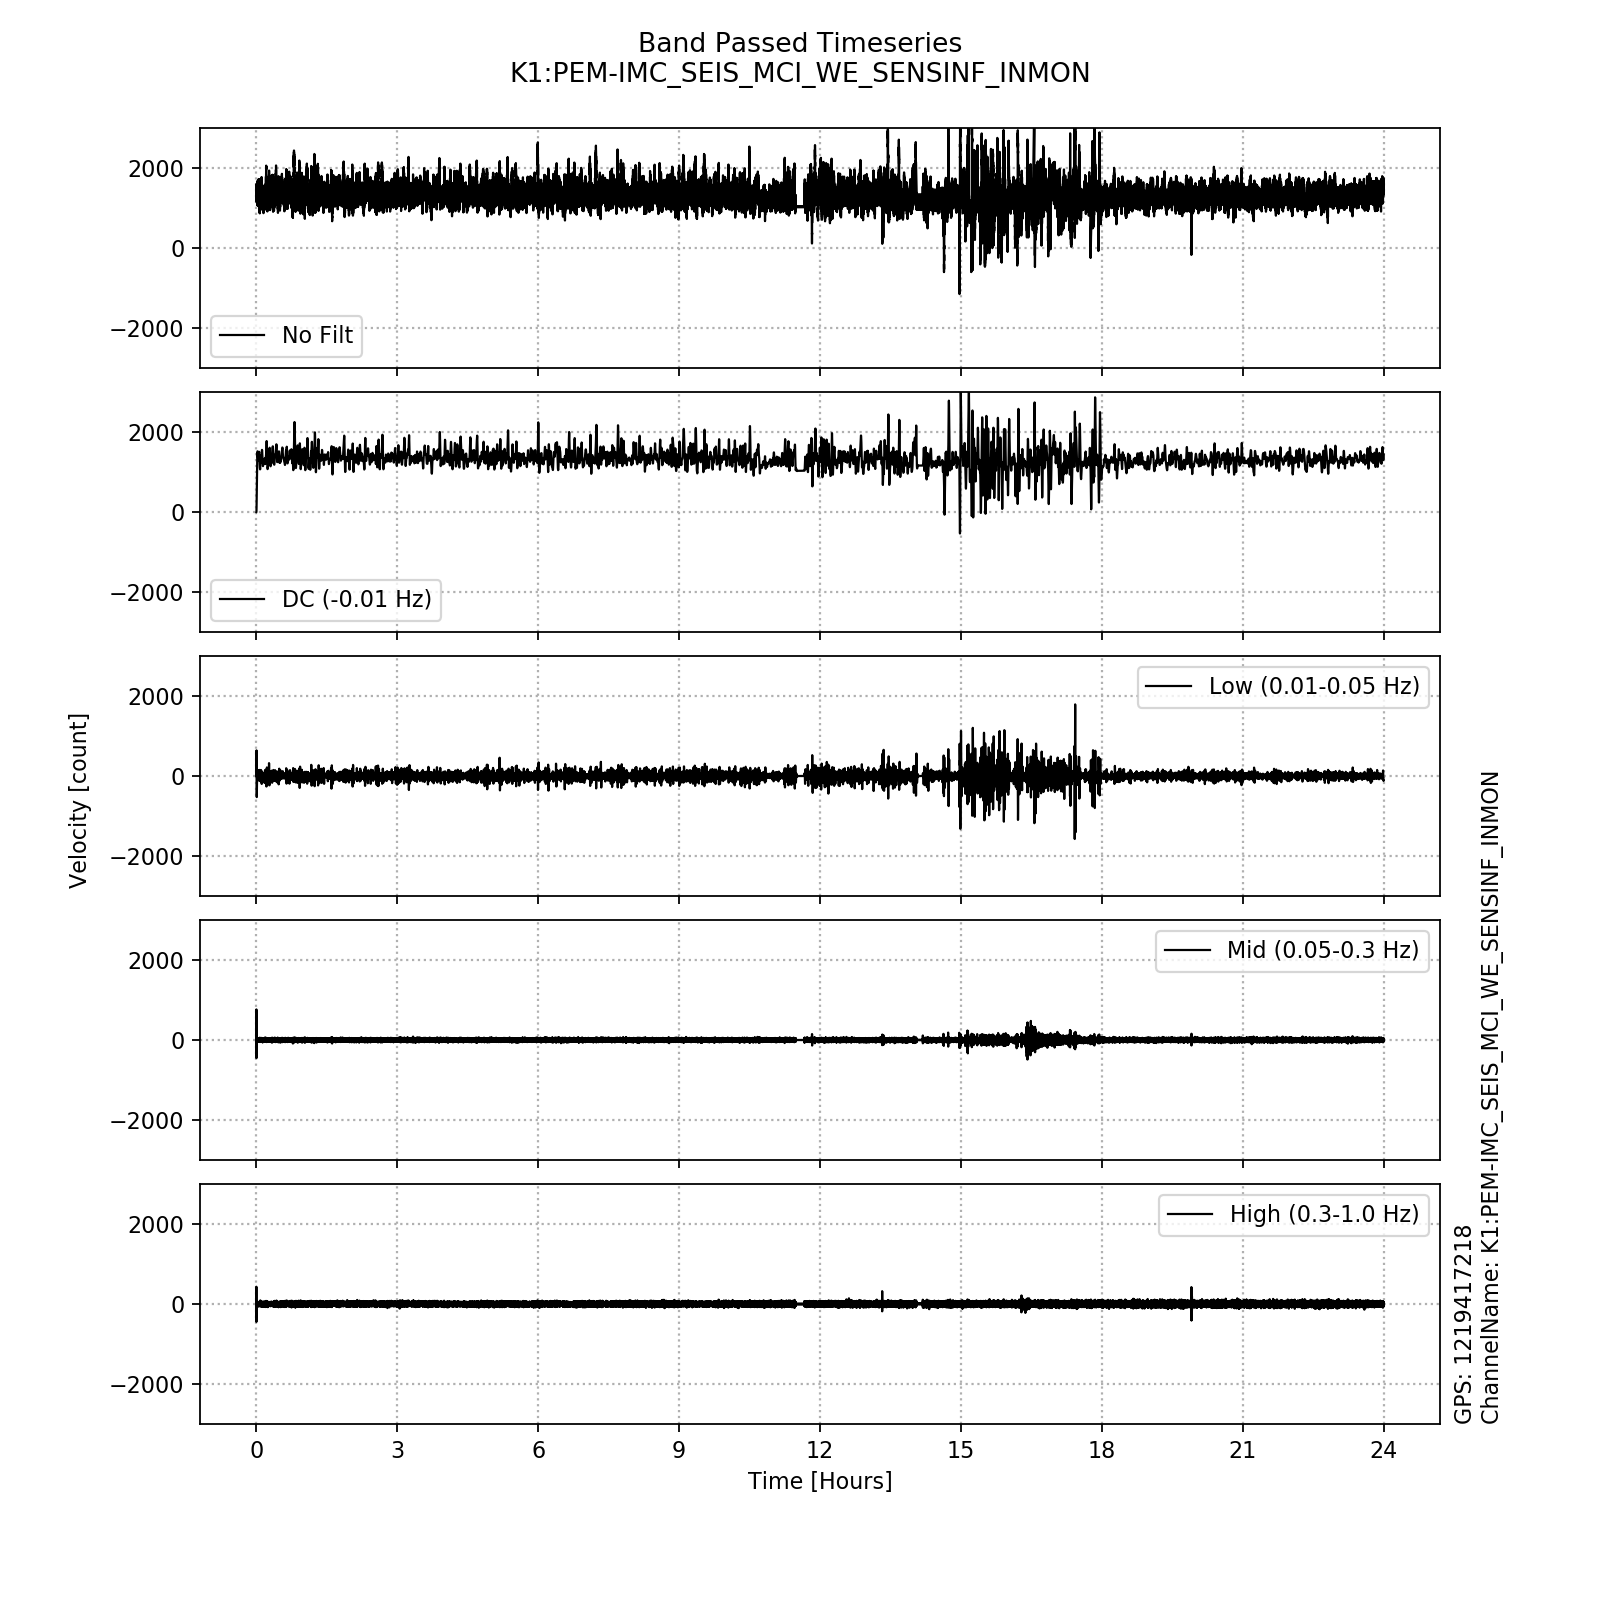 Band Passed Timeseries
K1:PEM-IMC_SEIS_MCI_WE_SENSINF_INMON
2000
0
−2000
No Filt
2000
0
−2000
DC (-0.01 Hz)
Velocity [count]
2000
0
−2000
Low (0.01-0.05 Hz)
2000
0
−2000
Mid (0.05-0.3 Hz)
2000
0
−2000
High (0.3-1.0 Hz)
0 3 6 9 12 15 18 21 24
Time [Hours]
GPS: 1219417218
ChannelName: K1:PEM-IMC_SEIS_MCI_WE_SENSINF_INMON